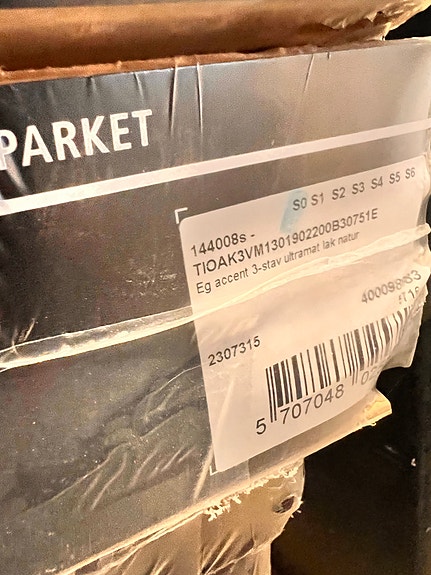 PARKET
S0 S1 S2 S3 S4 S5 S6
144008s -
TIOAK3VM1301902200B30751E
Eg accent 3-stav ultramat lak natur
2307315
5 707048